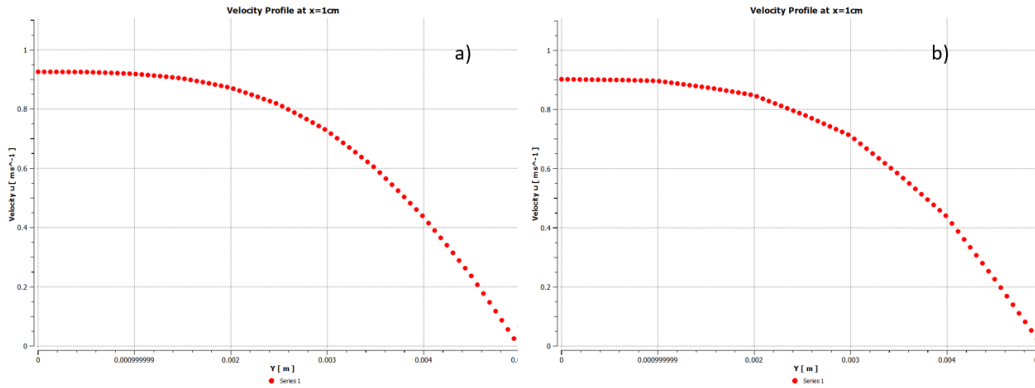 Velocity Profile at x=1cm
a)
1
0.8
0.6
0.4
0.2
0
Velocity u [ ms^-1 ]
0
0.000999999
0.002
0.003
0.004
Y [ m ]
Series 1
Velocity Profile at x=1cm
b)
1
0.8
0.6
0.4
0.2
0
Velocity u [ ms^-1 ]
0
0.000999999
0.002
0.003
0.004
Y [ m ]
Series 1